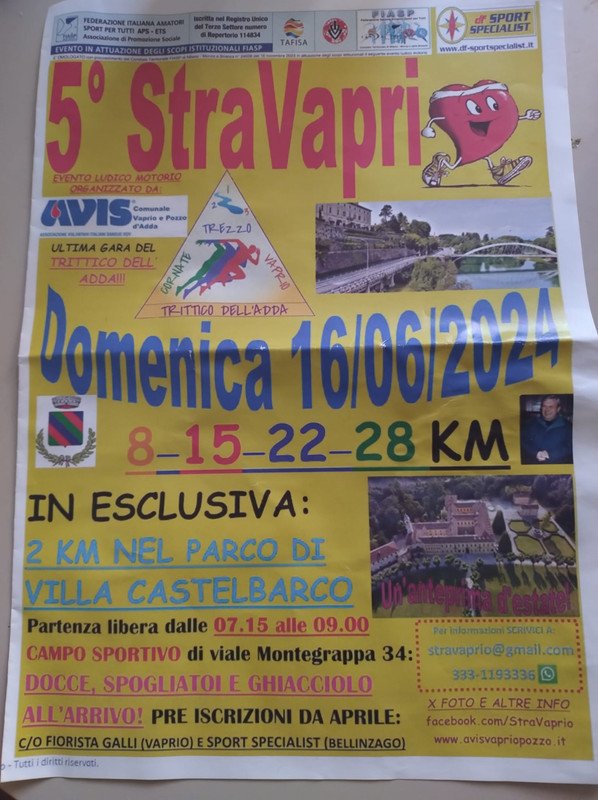 FEDERAZIONE ITALIANA AMATORI
SPORT PER TUTTI APS - ETS
Associazione di Promozione Sociale
Iscritta nel Registro Unico
del Terzo Settore numero
di Repertorio 114834
TAFISA
FIASP
df SPORT
SPECIALIST
www.df-sportspecialist.it
EVENTO IN ATTUAZIONE DEGLI SCOPI ISTITUZIONALI FIASP
5° StraVapri
EVENTO LUDICO MOTORIO
ORGANIZZATO DA:
AVIS
Comunale
Vaprio e Pozzo
d'Adda
ULTIMA GARA DEL
TRITTICO DELL'
ADDA!!!
1
2
3
TREZZO
CORNATE
VAPRIO
TRITTICO DELL'ADDA
Domenica 16/06/2024
8-15-22-28 KM
IN ESCLUSIVA:
2 KM NEL PARCO DI
VILLA CASTELBARCO
Un'anteprima d'estate!
Partenza libera dalle 07.15 alle 09.00
CAMPO SPORTIVO di viale Montegrappa 34:
DOCCE, SPOGLIATOI E GHIACCIOLO
ALL'ARRIVO! PRE ISCRIZIONI DA APRILE:
C/O FIORISTA GALLI (VAPRIO) E SPORT SPECIALIST (BELLINZAGO)
Per informazioni SCRIVICI A:
stravaprio@gmail.com
333-1193336
X FOTO E ALTRE INFO
facebook.com/StraVaprio
www.avisvapriopozzo.it
o - Tutti i diritti riservati.